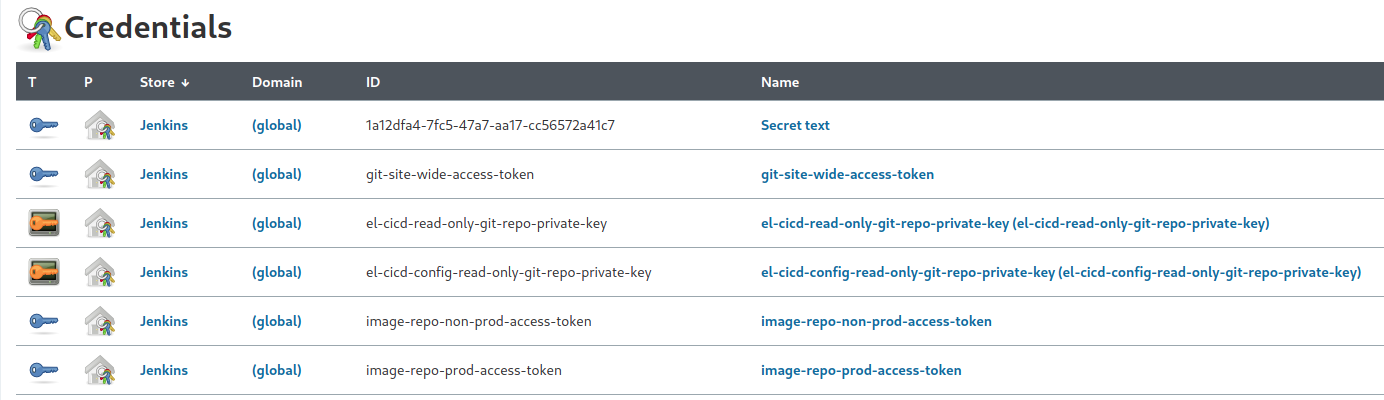 Credentials
T P Store ↓ Domain ID Name
Jenkins (global) 1a12dfa4-7fc5-47a7-aa17-cc56572a41c7 Secret text
Jenkins (global) git-site-wide-access-token git-site-wide-access-token
Jenkins (global) el-cicd-read-only-git-repo-private-key el-cicd-read-only-git-repo-private-key (el-cicd-read-only-git-repo-private-key)
Jenkins (global) el-cicd-config-read-only-git-repo-private-key el-cicd-config-read-only-git-repo-private-key (el-cicd-config-read-only-git-repo-private-key)
Jenkins (global) image-repo-non-prod-access-token image-repo-non-prod-access-token
Jenkins (global) image-repo-prod-access-token image-repo-prod-access-token